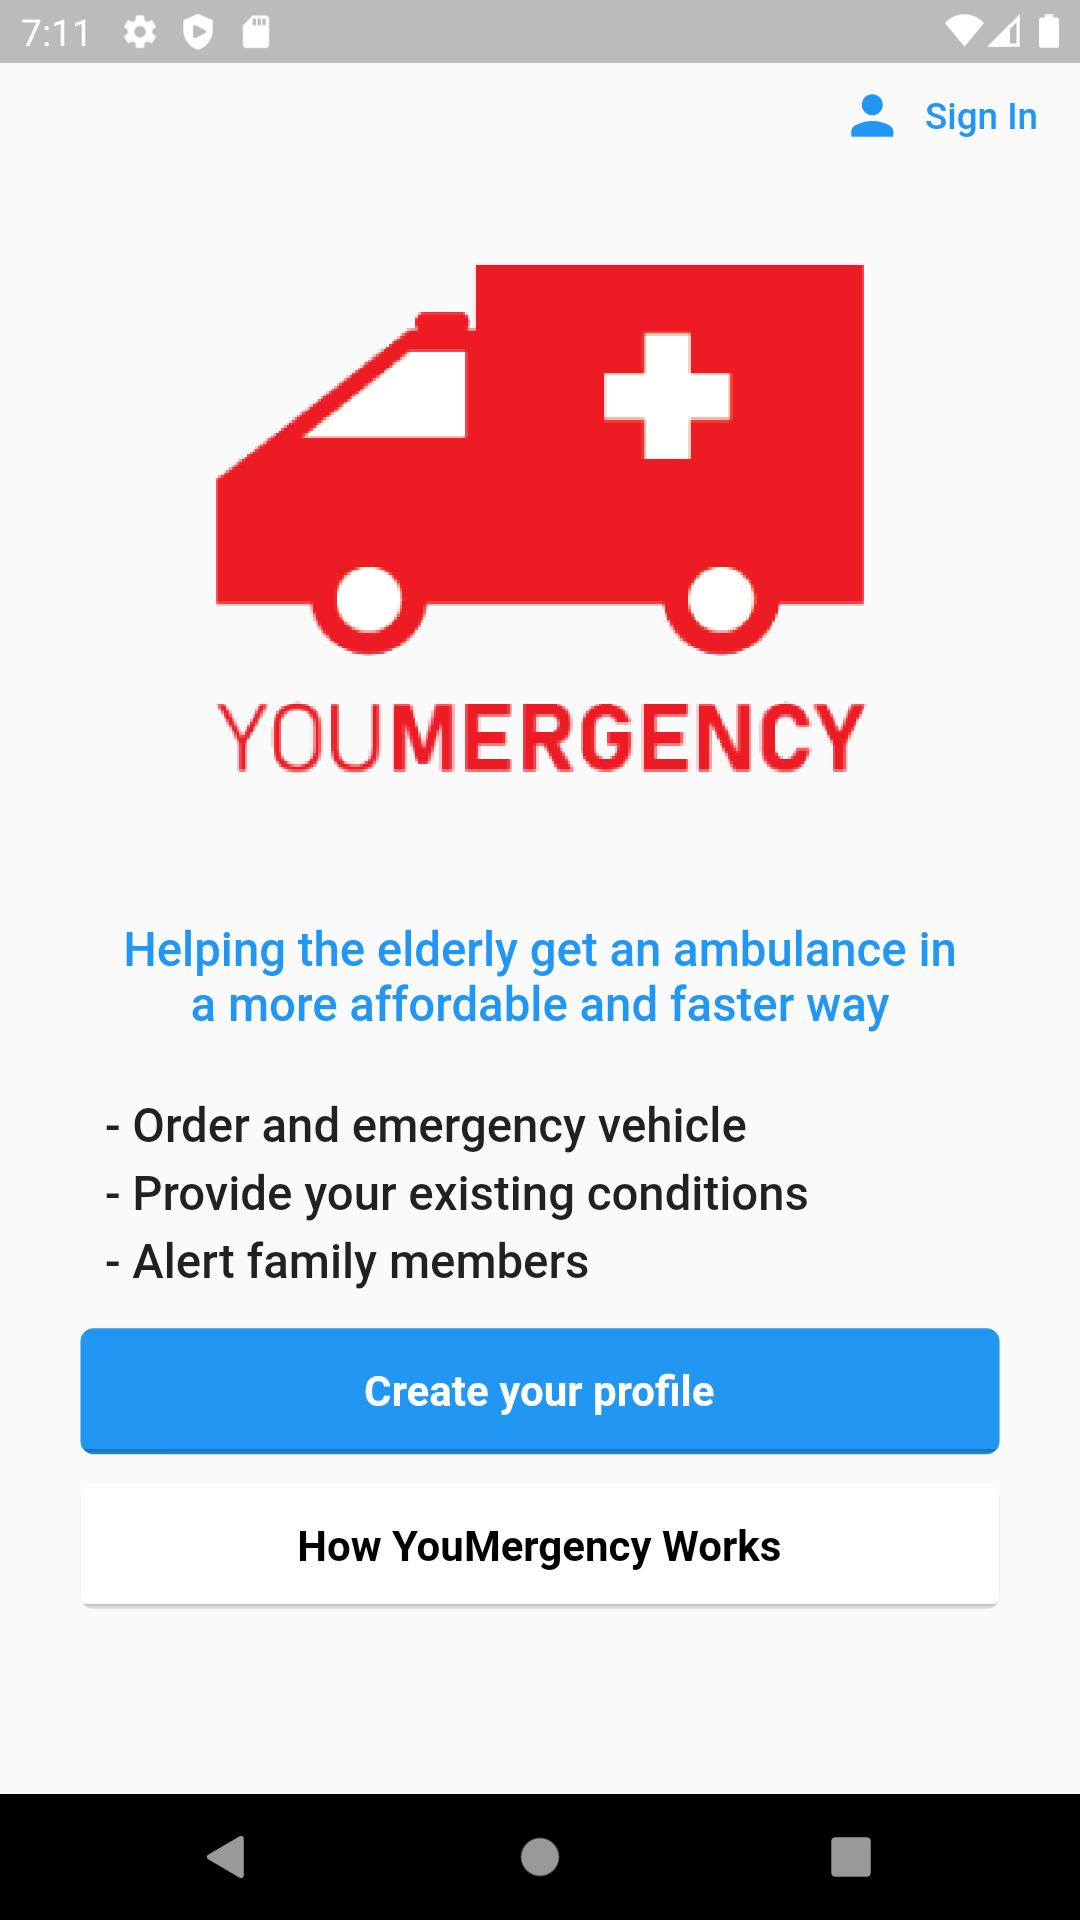 7:11
Sign In
YOUMERGENCY
Helping the elderly get an ambulance in
a more affordable and faster way
- Order and emergency vehicle
- Provide your existing conditions
- Alert family members
Create your profile
How YouMergency Works